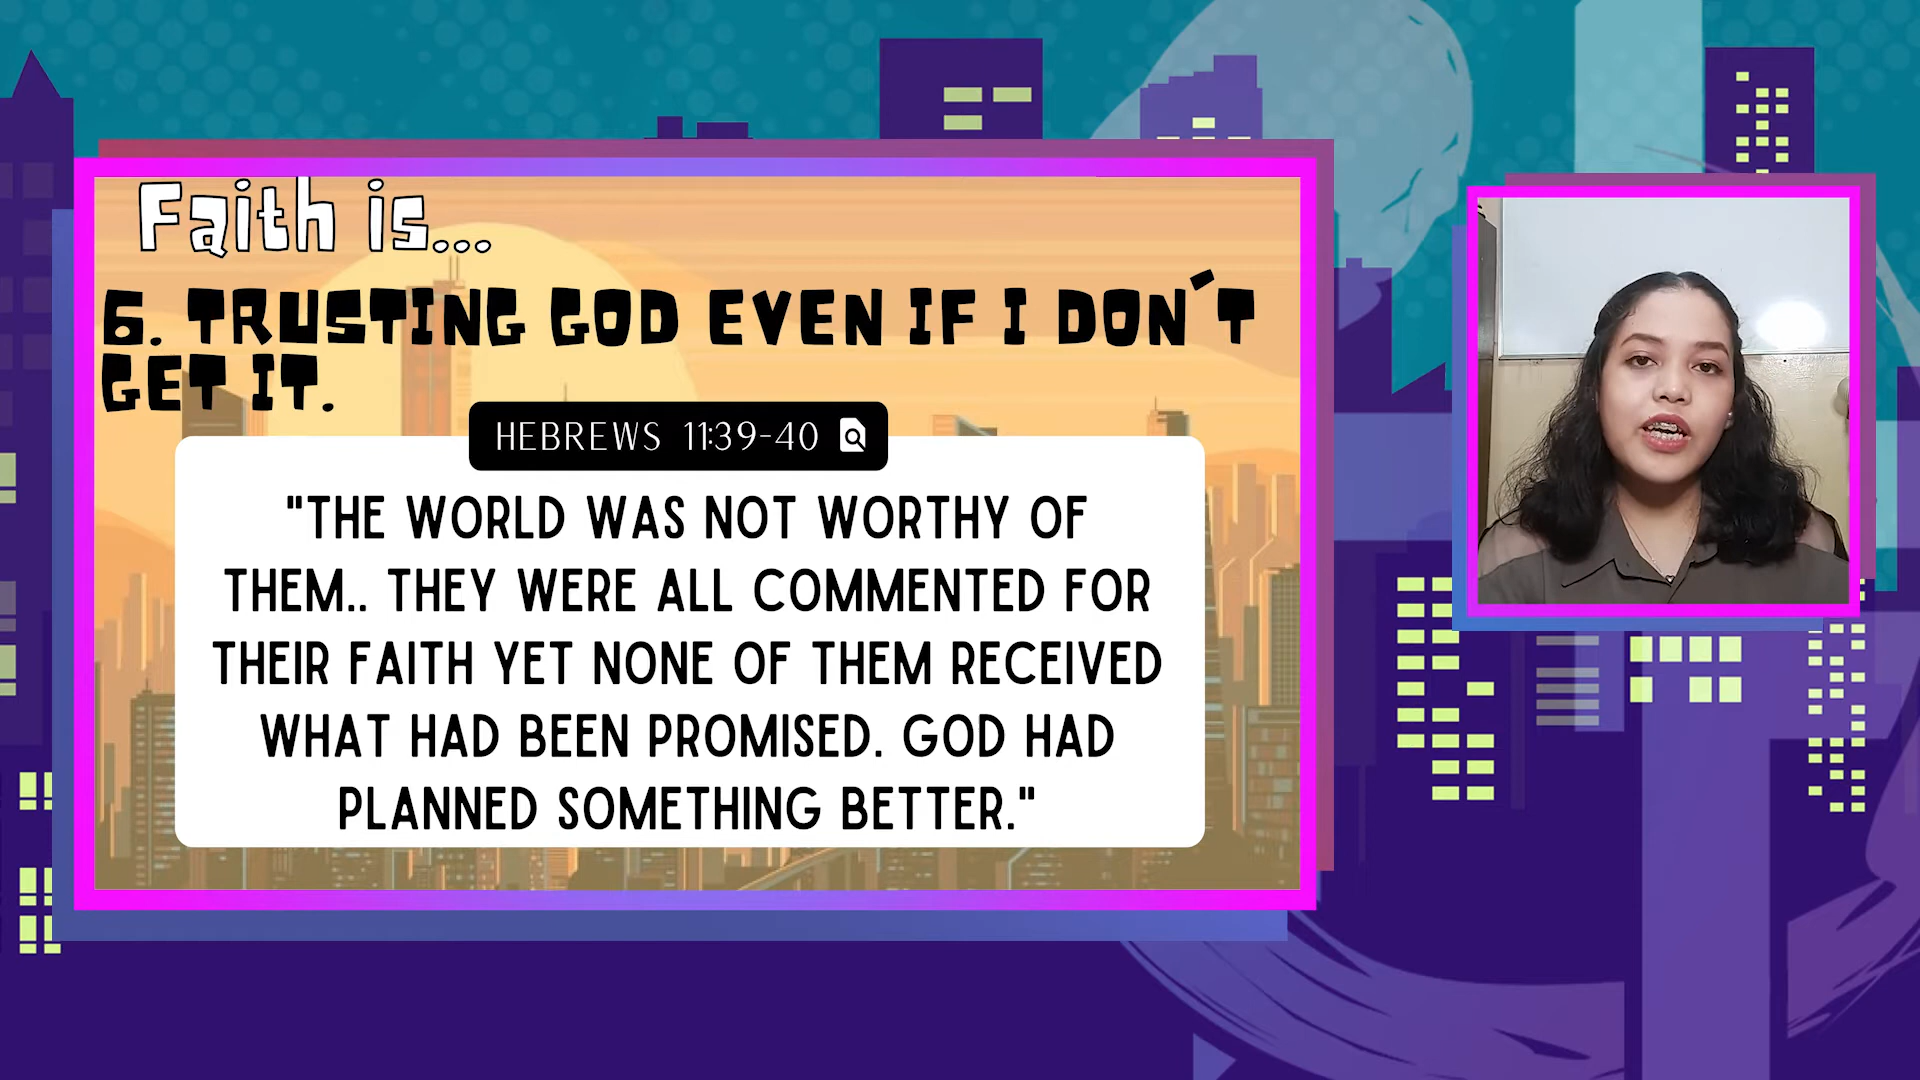 Faith is...
6. TRUSTING GOD EVEN IF I DON´T
GET IT.
HEBREWS 11:39-40
"THE WORLD WAS NOT WORTHY OF
THEM.. THEY WERE ALL COMMENTED FOR
THEIR FAITH YET NONE OF THEM RECEIVED
WHAT HAD BEEN PROMISED. GOD HAD
PLANNED SOMETHING BETTER."